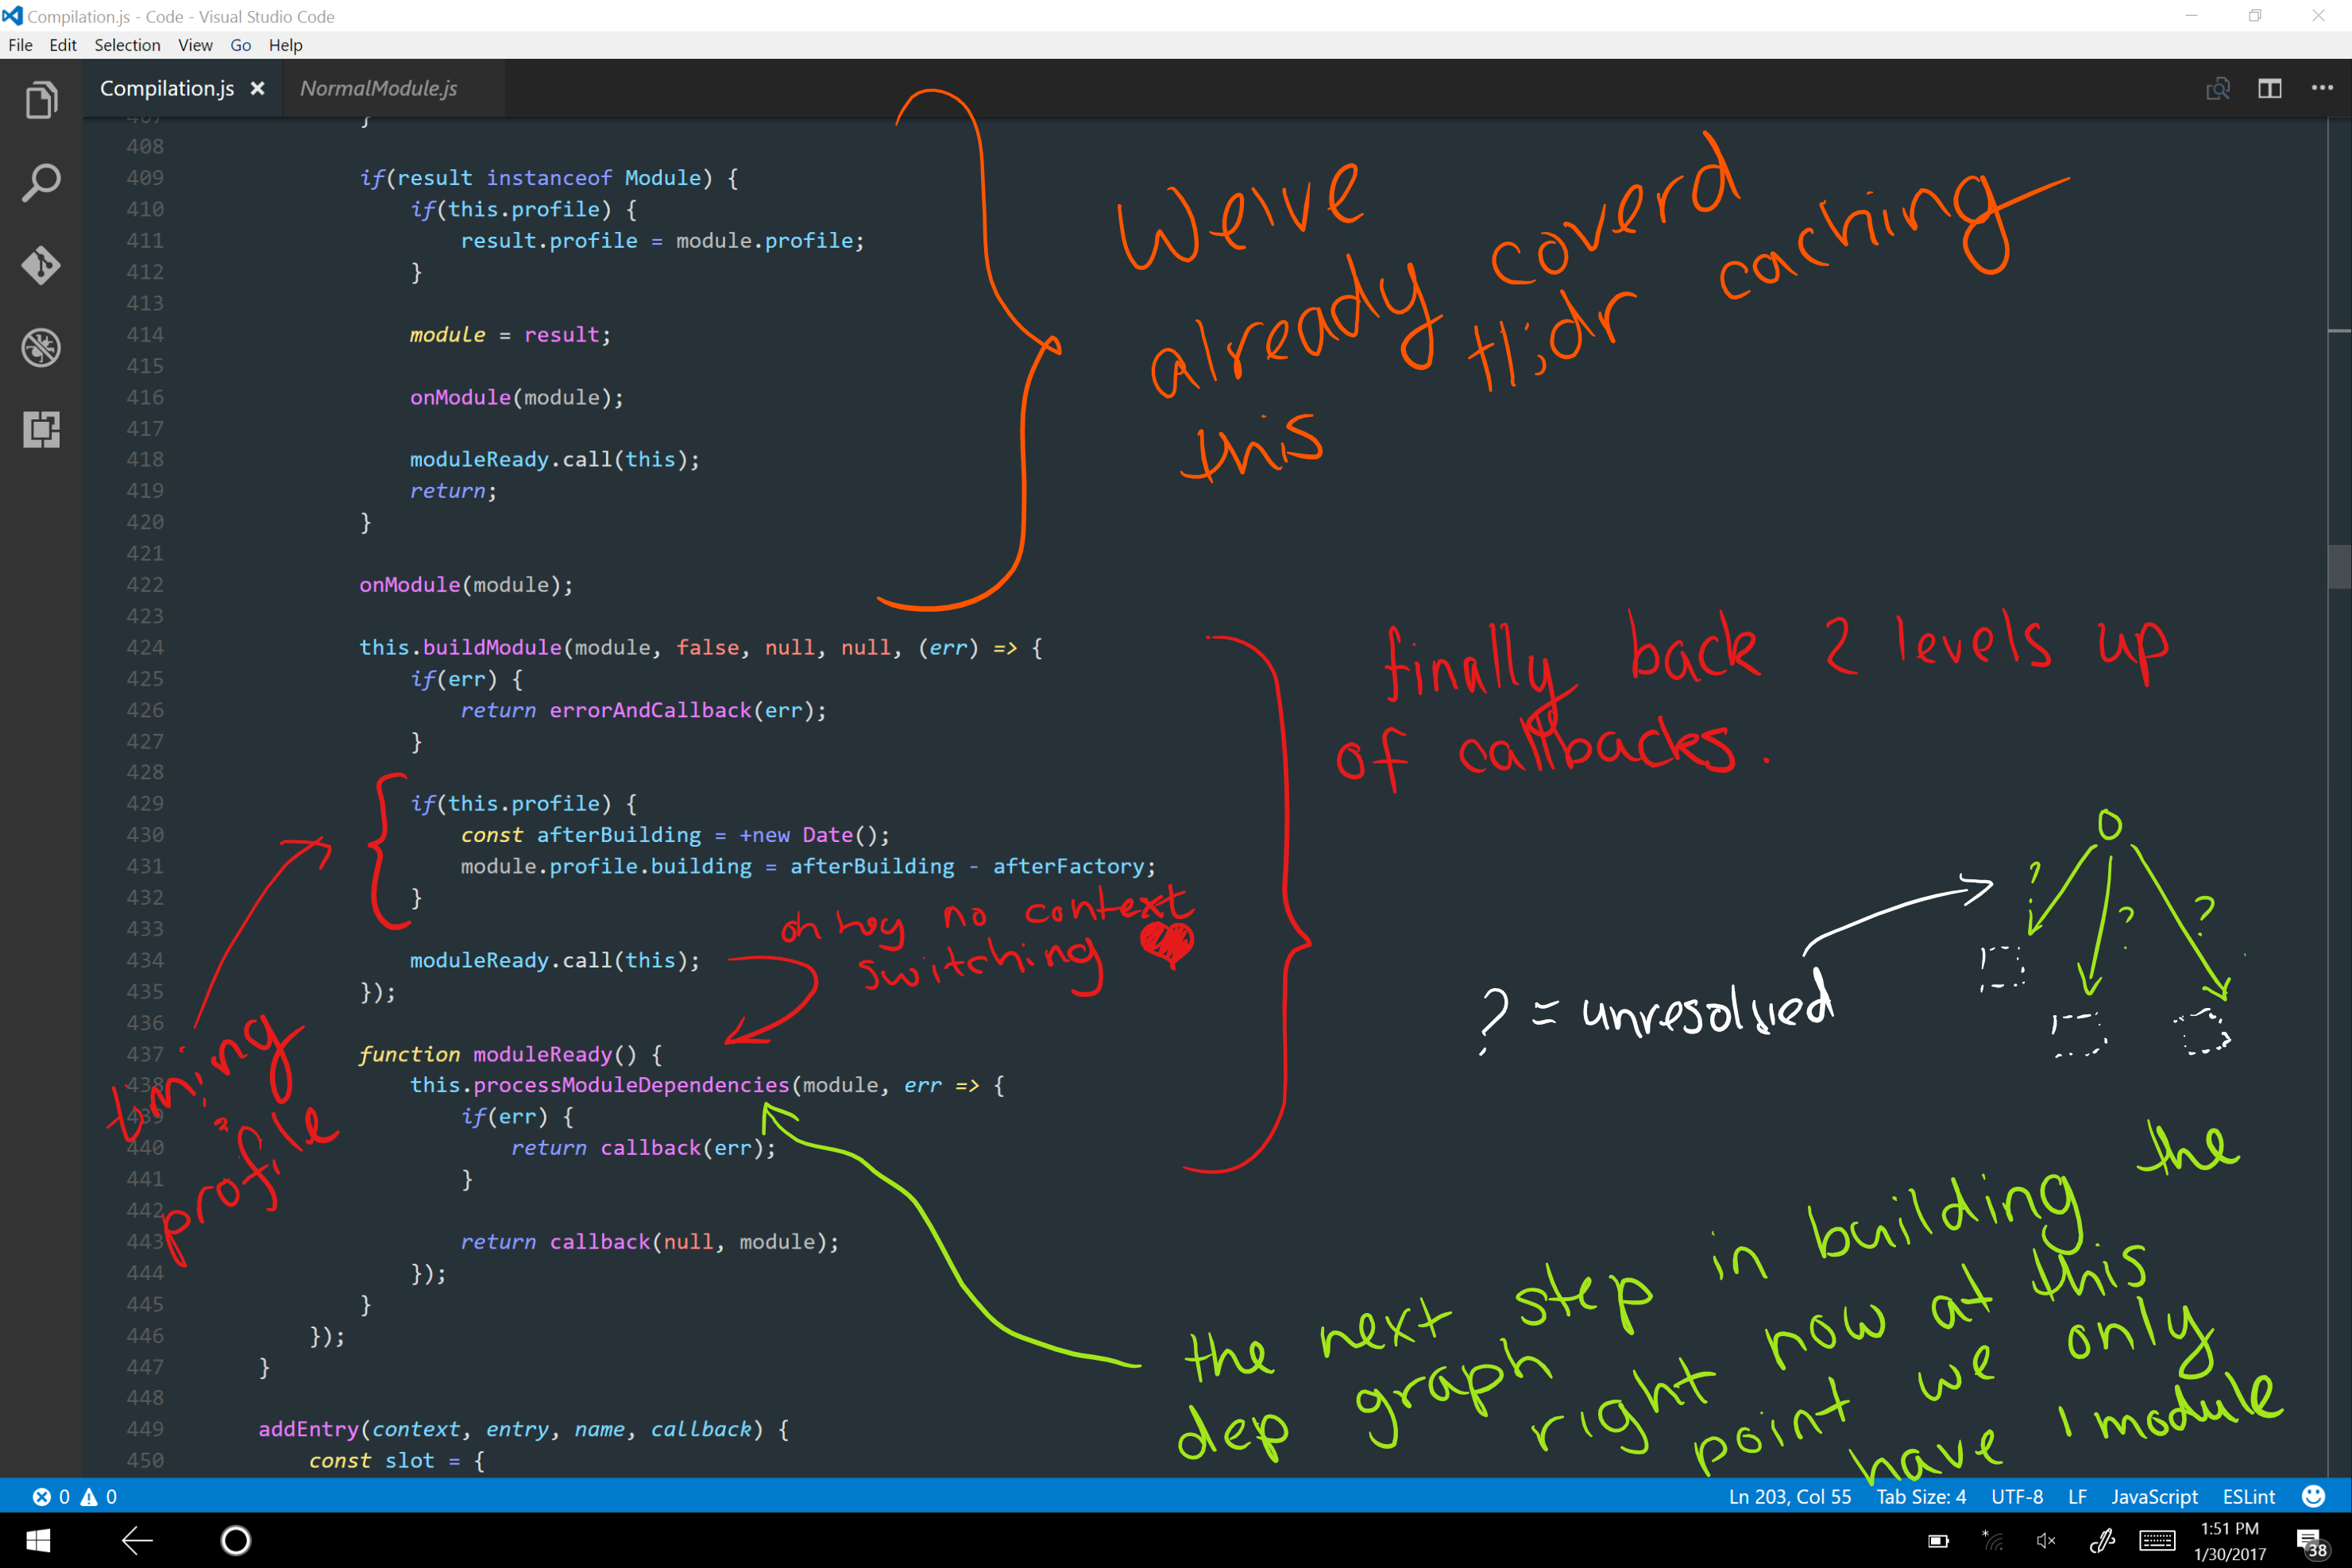 Compilation.js - Code - Visual Studio Code
File Edit Selection View Go Help
Compilation.js × NormalModule.js
407 }
408
409 if(result instanceof Module) {
410 if(this.profile) {
411 result.profile = module.profile;
412 }
413
414 module = result;
415
416 onModule(module);
417
418 moduleReady.call(this);
419 return;
420 }
421
422 onModule(module);
423
424 this.buildModule(module, false, null, null, (err) => {
425 if(err) {
426 return errorAndCallback(err);
427 }
428
429 if(this.profile) {
430 const afterBuilding = +new Date();
431 module.profile.building = afterBuilding - afterFactory;
432 }
433
434 moduleReady.call(this);
435 });
436
437 function moduleReady() {
438 this.processModuleDependencies(module, err => {
439 if(err) {
440 return callback(err);
441 }
442
443 return callback(null, module);
444 });
445 }
446 });
447 }
448
449 addEntry(context, entry, name, callback) {
450 const slot = {
We've
already coverd
this
tl;dr caching
finally back 2 levels up
of callbacks.
timing
profile
oh hey no context
switching
? = unresolved
?
?
?
the next step in building the
dep graph right now at this
point we only
have 1 module
0 0
Ln 203, Col 55 Tab Size: 4 UTF-8 LF JavaScript ESLint
1:51 PM
1/30/2017
38